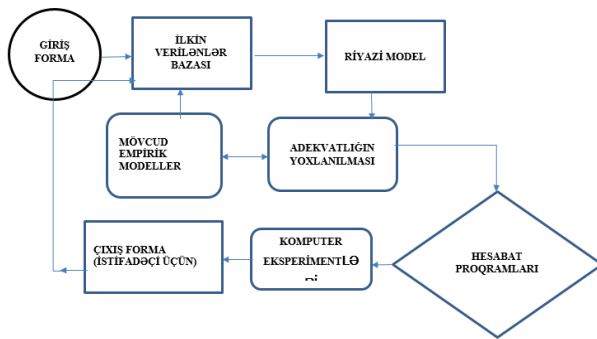 GİRİŞ
FORMA
İLKİN
VERİLƏNLƏR
BAZASI
RİYAZİ MODEL
MÖVCUD
EMPİRİK
MODELLER
ADEKVATLIĞIN
YOXLANILMASI
ÇIXIŞ FORMA
(İSTİFADƏÇİ ÜÇÜN)
KOMPUTER
EKSPERİMENTLƏ
HESABAT
PROQRAMLARI